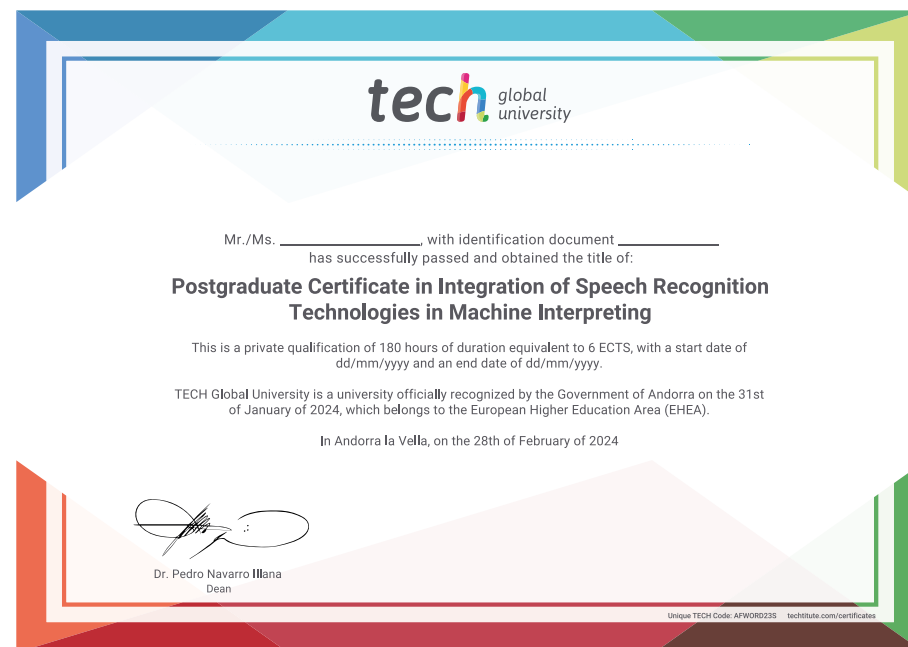 tech global
university
Mr./Ms. ____________________, with identification document ______________
has successfully passed and obtained the title of:
Postgraduate Certificate in Integration of Speech Recognition
Technologies in Machine Interpreting
This is a private qualification of 180 hours of duration equivalent to 6 ECTS, with a start date of
dd/mm/yyyy and an end date of dd/mm/yyyy.
TECH Global University is a university officially recognized by the Government of Andorra on the 31st
of January of 2024, which belongs to the European Higher Education Area (EHEA).
In Andorra la Vella, on the 28th of February of 2024
Dr. Pedro Navarro Illana
Dean
Unique TECH Code: AFWORD23S techtitute.com/certificates